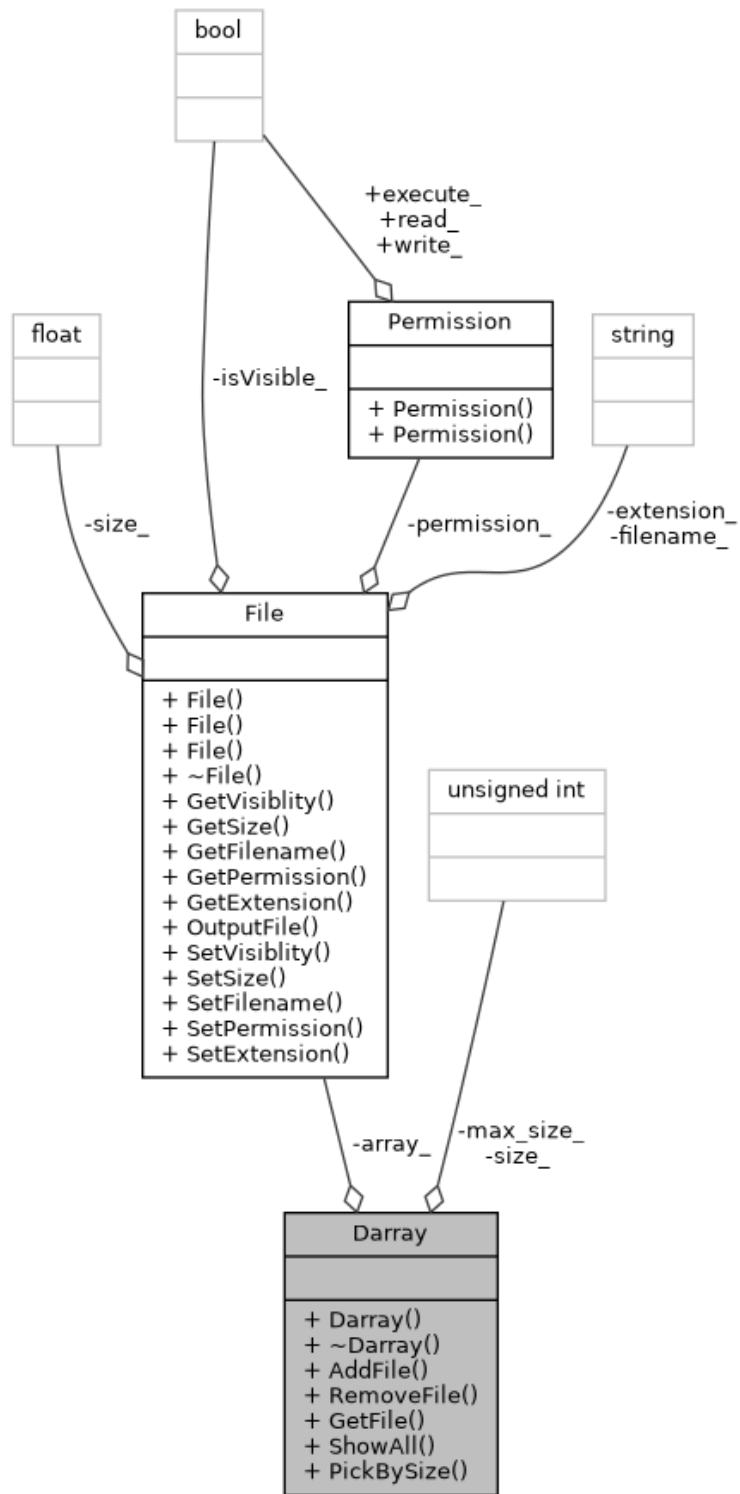 bool
+execute_
+read_
+write_
float
Permission
string
-isVisible_
+ Permission()
+ Permission()
-size_
-permission_
-extension_
-filename_
File
+ File()
+ File()
+ File()
+ ~File()
+ GetVisiblity()
+ GetSize()
+ GetFilename()
+ GetPermission()
+ GetExtension()
+ OutputFile()
+ SetVisiblity()
+ SetSize()
+ SetFilename()
+ SetPermission()
+ SetExtension()
unsigned int
-array_
-max_size_
-size_
Darray
+ Darray()
+ ~Darray()
+ AddFile()
+ RemoveFile()
+ GetFile()
+ ShowAll()
+ PickBySize()